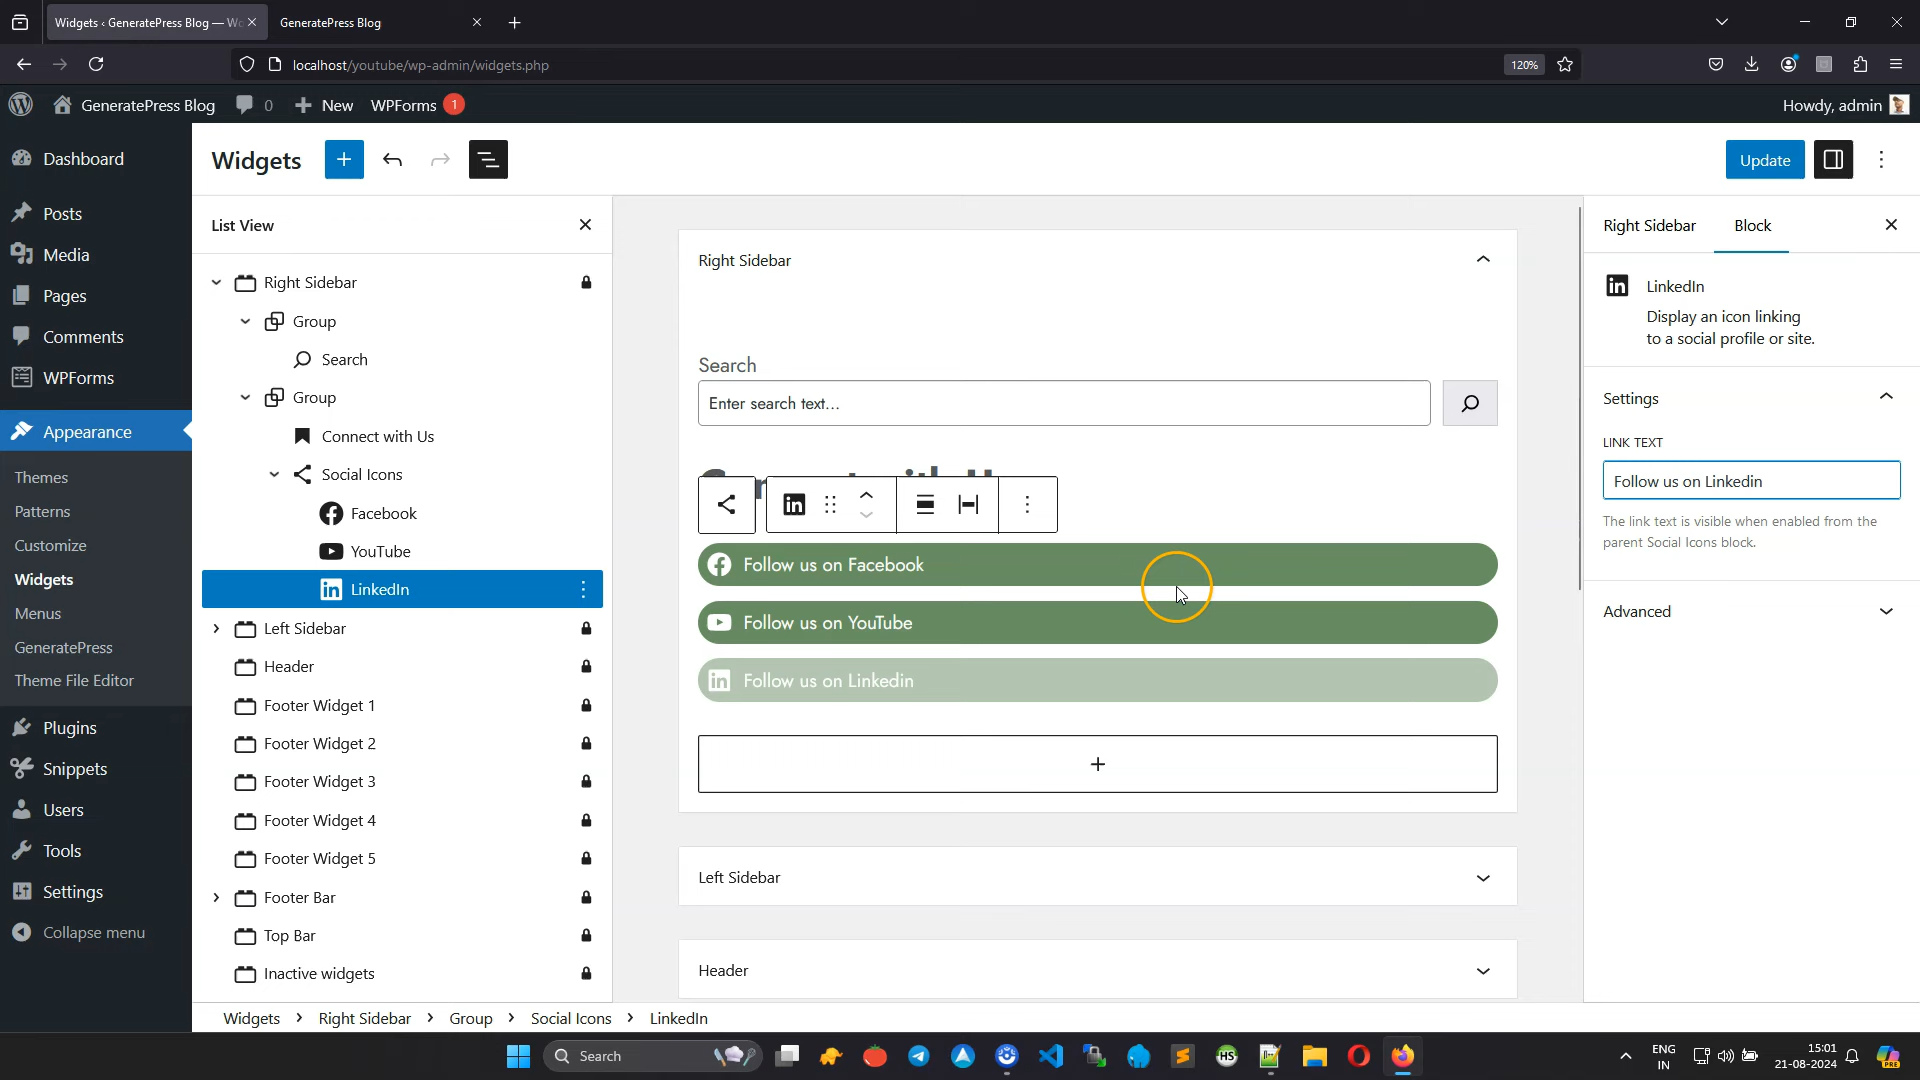 Widgets ‹ GeneratePress Blog — Wo
GeneratePress Blog
localhost/youtube/wp-admin/widgets.php
120%
GeneratePress Blog
0
New
WPForms
1
Howdy, admin
Dashboard
Posts
Media
Pages
Comments
WPForms
Appearance
Themes
Patterns
Customize
Widgets
Menus
GeneratePress
Theme File Editor
Plugins
Snippets
Users
Tools
Settings
Collapse menu
Widgets
Update
List View
Right Sidebar
Group
Search
Group
Connect with Us
Social Icons
Facebook
YouTube
LinkedIn
Left Sidebar
Header
Footer Widget 1
Footer Widget 2
Footer Widget 3
Footer Widget 4
Footer Widget 5
Footer Bar
Top Bar
Inactive widgets
Right Sidebar
Search
Enter search text...
Follow us on Facebook
Follow us on YouTube
Follow us on Linkedin
Left Sidebar
Header
Right Sidebar
Block
LinkedIn
Display an icon linking
to a social profile or site.
Settings
LINK TEXT
Follow us on Linkedin
The link text is visible when enabled from the
parent Social Icons block.
Advanced
Widgets > Right Sidebar > Group > Social Icons > LinkedIn
Search
HS
ENG
IN
15:01
21-08-2024
PRE